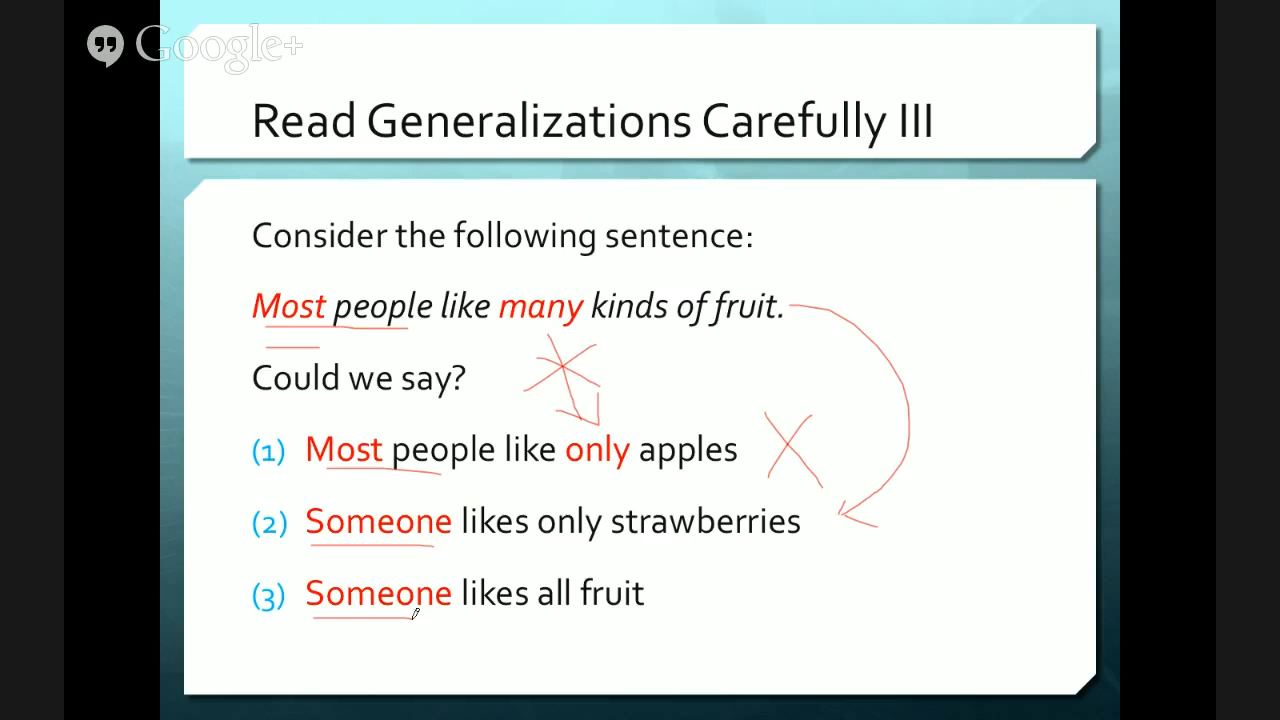 Google+
Read Generalizations Carefully III
Consider the following sentence:
Most people like many kinds of fruit.
Could we say?
(1) Most people like only apples
(2) Someone likes only strawberries
(3) Someone likes all fruit